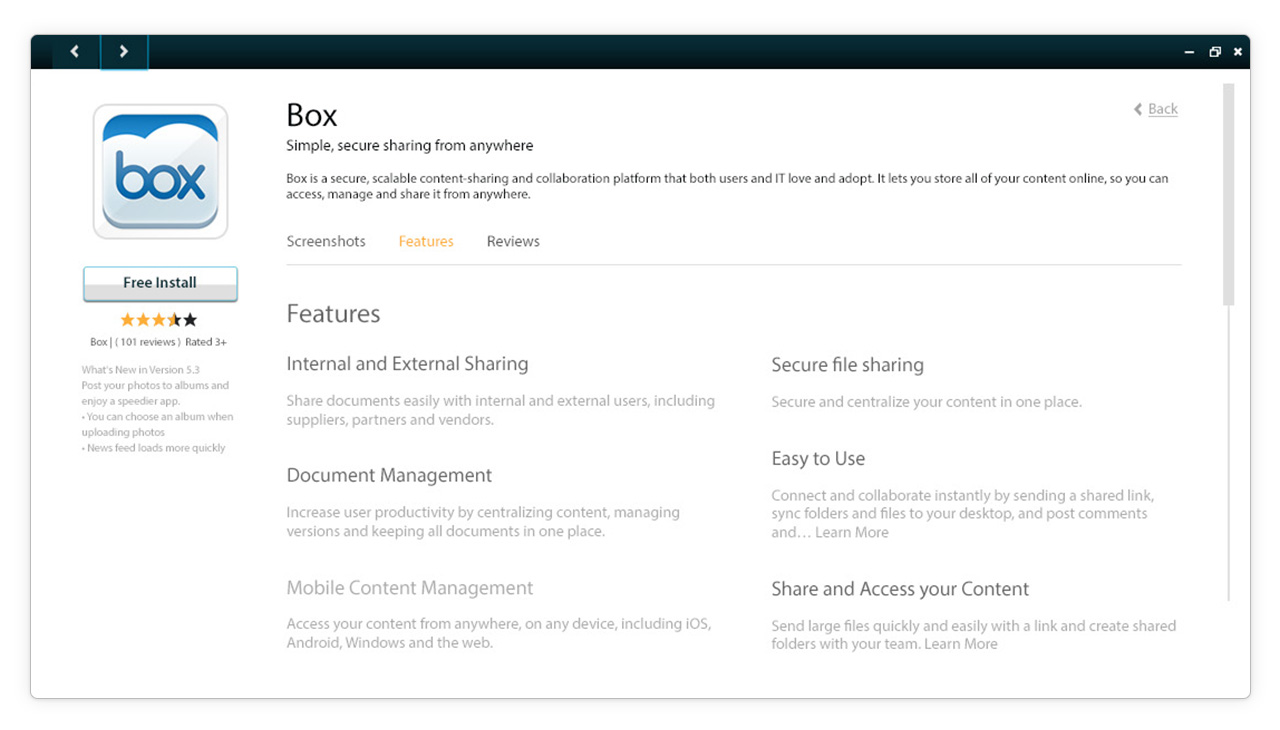 Box
Back
Simple, secure sharing from anywhere
Box is a secure, scalable content-sharing and collaboration platform that both users and IT love and adopt. It lets you store all of your content online, so you can
access, manage and share it from anywhere.
box
Screenshots Features Reviews
Free Install
Box | ( 101 reviews ) Rated 3+
What's New in Version 5.3
Post your photos to albums and
enjoy a speedier app.
• You can choose an album when
uploading photos
• News feed loads more quickly
Features
Internal and External Sharing
Share documents easily with internal and external users, including
suppliers, partners and vendors.
Document Management
Increase user productivity by centralizing content, managing
versions and keeping all documents in one place.
Mobile Content Management
Access your content from anywhere, on any device, including iOS,
Android, Windows and the web.
Secure file sharing
Secure and centralize your content in one place.
Easy to Use
Connect and collaborate instantly by sending a shared link,
sync folders and files to your desktop, and post comments
and... Learn More
Share and Access your Content
Send large files quickly and easily with a link and create shared
folders with your team. Learn More